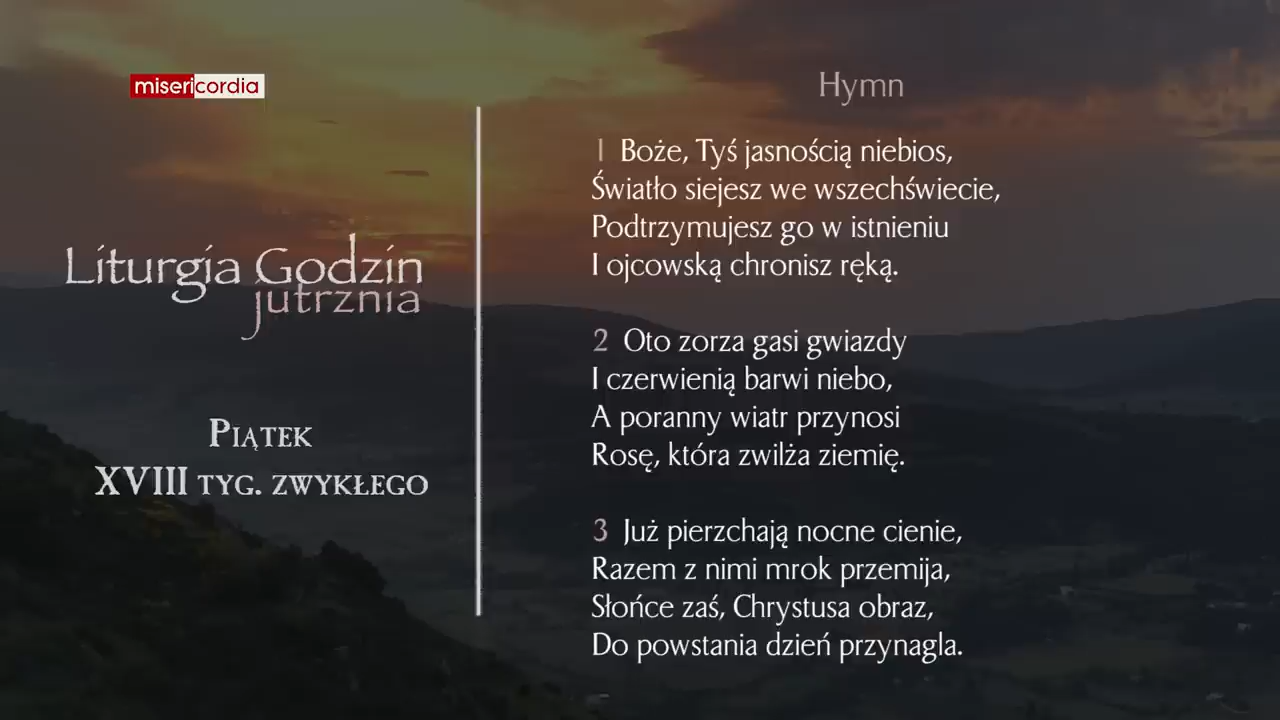 misericordia
Liturgia Godzin
jutrznia
Piątek
XVIII tyg. zwykłego
Hymn
1 Boże, Tyś jasnością niebios,
Światło siejesz we wszechświecie,
Podtrzymujesz go w istnieniu
I ojcowską chronisz ręką.
2 Oto zorza gasi gwiazdy
I czerwienią barwi niebo,
A poranny wiatr przynosi
Rosę, która zwilża ziemię.
3 Już pierzchają nocne cienie,
Razem z nimi mrok przemija,
Słońce zaś, Chrystusa obraz,
Do powstania dzień przynagla.